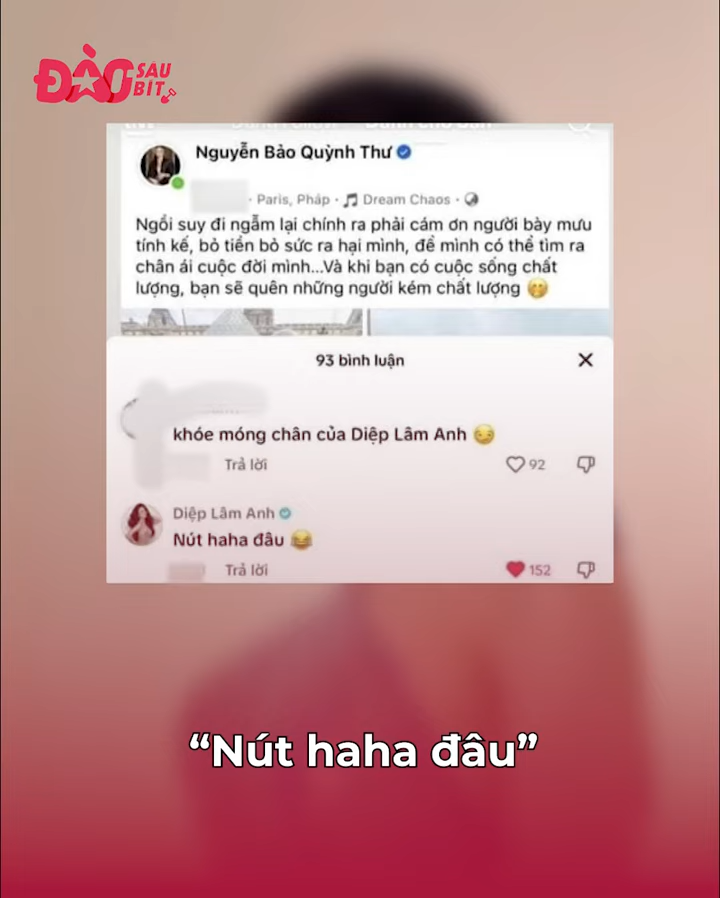 ĐÀO SAU BIT
Nguyễn Bảo Quỳnh Thư
· Paris, Pháp · Dream Chaos ·
Ngồi suy đi ngẫm lại chính ra phải cám ơn người bày mưu
tính kế, bỏ tiền bỏ sức ra hại mình, để mình có thể tìm ra
chân ái cuộc đời mình...Và khi bạn có cuộc sống chất
lượng, bạn sẽ quên những người kém chất lượng 🤭
93 bình luận
khóe móng chân của Diệp Lâm Anh 😏
Trả lời
92
Diệp Lâm Anh
Nút haha đâu 😂
Trả lời
152
“Nút haha đâu”